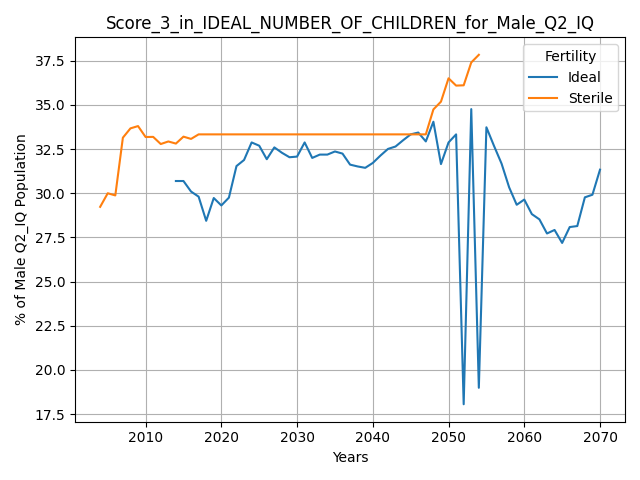 Score_3_in_IDEAL_NUMBER_OF_CHILDREN_for_Male_Q2_IQ
Fertility
Ideal
Sterile
% of Male Q2_IQ Population
37.5
35.0
32.5
30.0
27.5
25.0
22.5
20.0
17.5
2010 2020 2030 2040 2050 2060 2070
Years